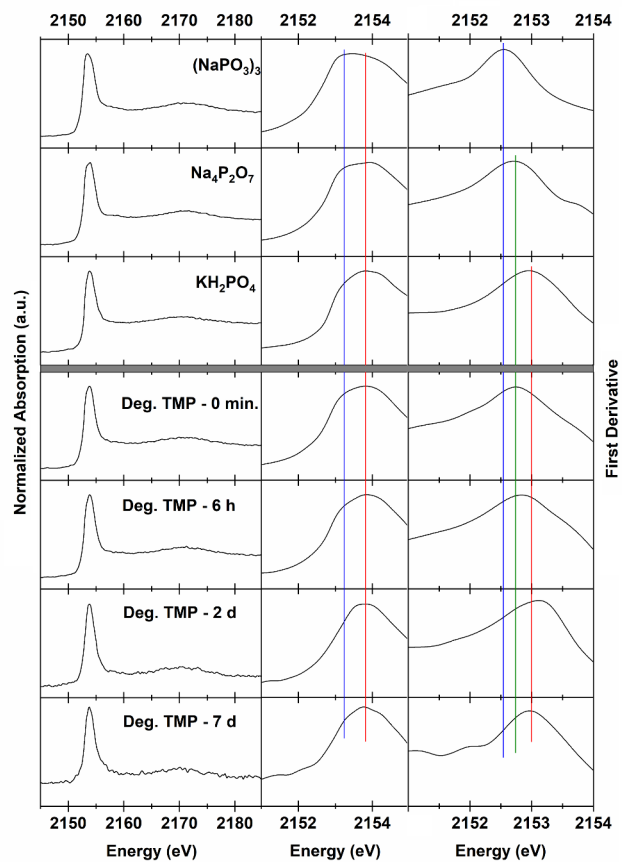 2150 2160 2170 2180 2152 2154 2152 2153 2154
(NaPO3)3
Na4P2O7
KH2PO4
Deg. TMP - 0 min.
Deg. TMP - 6 h
Deg. TMP - 2 d
Deg. TMP - 7 d
Normalized Absorption (a.u.)
First Derivative
2150 2160 2170 2180 2152 2154 2152 2153 2154
Energy (eV) Energy (eV) Energy (eV)